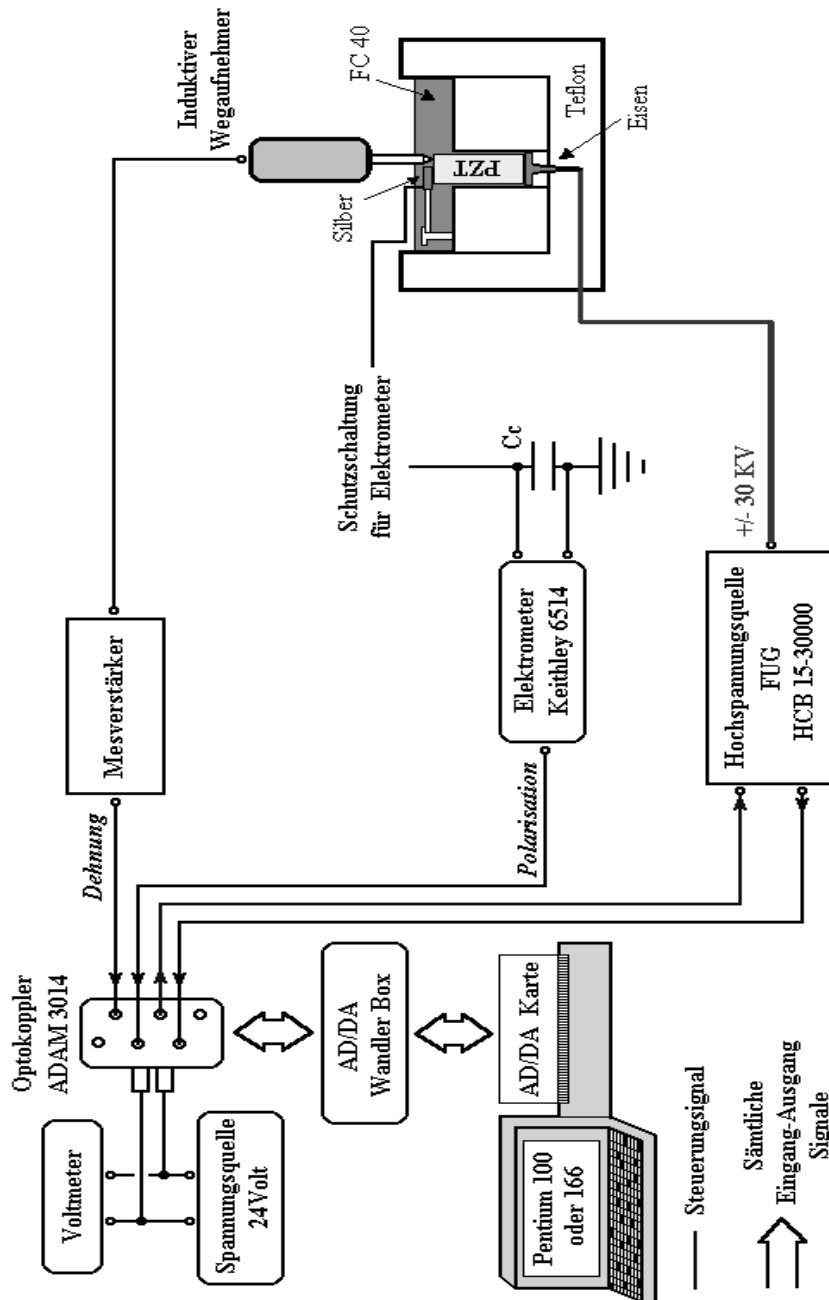 Voltmeter
Spannungsquelle
24Volt
Optokoppler
ADAM 3014
Dehnung
Mesverstärker
Induktiver
Wegaufnehmer
AD/DA
Wandler Box
Polarisation
Elektrometer
Keithley 6514
Schutzschaltung
für Elektrometer
Cc
Silber
FC 40
PZT
Teflon
Eisen
Pentium 100
oder 166
AD/DA Karte
Hochspannungsquelle
FUG
HCB 15-30000
+/- 30 KV
Steuerungsignal
Sämtliche
Eingang-Ausgang
Signale